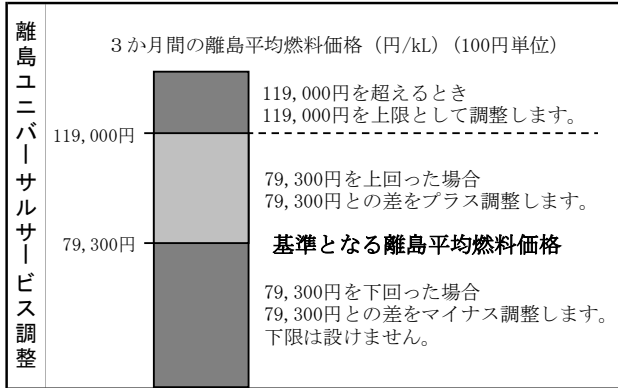 離島ユニバーサルサービス調整
3か月間の離島平均燃料価格（円/kL）（100円単位）
119,000円を超えるとき
119,000円を上限として調整します。
119,000円
79,300円を上回った場合
79,300円との差をプラス調整します。
79,300円
基準となる離島平均燃料価格
79,300円を下回った場合
79,300円との差をマイナス調整します。
下限は設けません。